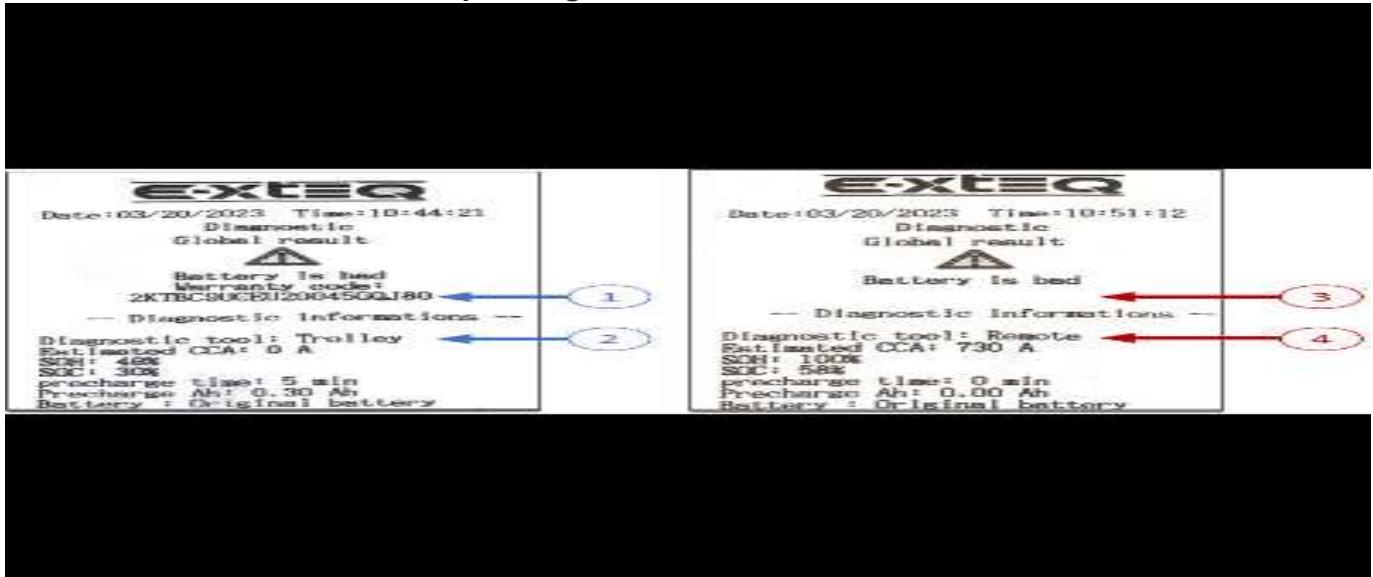 E-XTEQ
Date:03/20/2023 Time:10:44:21
Diagnostic
Global result
Battery is bad
Warranty code:
-- Diagnostic Informations --
Diagnostic tool: Trolley
Estimated CCA: 0 A
SOH: 46%
SOC: 30%
precharge time: 5 min
Precharge Ah: 0.30 Ah
Battery : Original battery
1
2
E-XTEQ
Date:03/20/2023 Time:10:51:12
Diagnostic
Global result
Battery is bad
-- Diagnostic Informations --
Diagnostic tool: Remote
Estimated CCA: 730 A
SOH: 100%
SOC: 58%
precharge time: 0 min
Precharge Ah: 0.00 Ah
Battery : Original battery
3
4